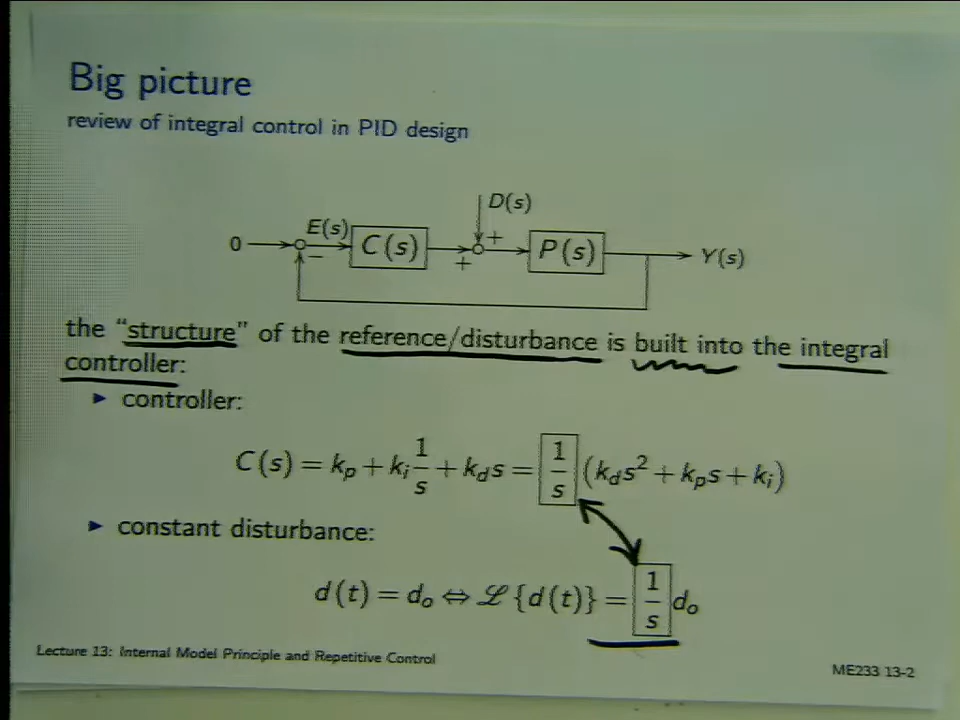 Big picture
review of integral control in PID design
D(s)
0 E(s) − C(s) + + P(s) Y(s)
the “structure” of the reference/disturbance is built into the integral
controller:
▶ controller:
C(s) = kₚ + kᵢ 1/s + k_d s = 1/s (k_d s² + kₚ s + kᵢ)
▶ constant disturbance:
d(t) = dₒ ⇔ ℒ{d(t)} = 1/s dₒ
Lecture 13: Internal Model Principle and Repetitive Control
ME233 13-2